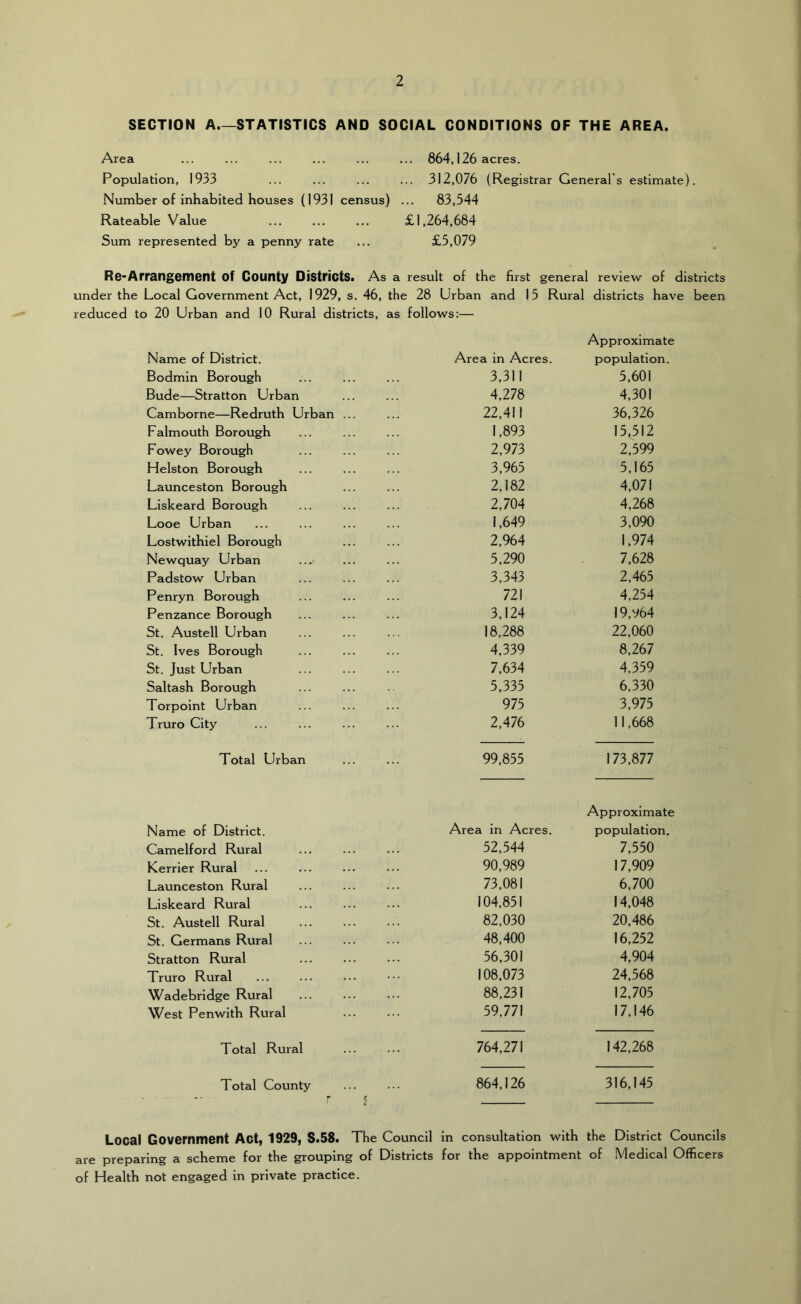 2
SECTION A.—STATISTICS AND SOCIAL CONDITIONS OF THE AREA.
Area ... ... ... ... ... ... 864,126 acres.
Population, 1933 ... ... ... ... 312,076 (Registrar General's estimate).
Number of inhabited houses (1931 census) ... 83,544
Rateable Value ... ... ... £1,264,684
Sum represented by a penny rate ... £5,079
Re-Arrangement of County Districts. As a result of the first general review of districts
under the Local Government Act, 1929, s. 46, the 28 Urban and 15 Rural districts have been
reduced to 20 Urban and 10 Rural districts, as follows:—
Name of District. Area in Acres. Approximate population.
Bodmin Borough ... ... ... 3,311 5,601
Bude—Stratton Urban ... ... 4,278 4,301
Camborne—Redruth Urban ... ... 22,411 36,326
Falmouth Borough ... ... ... 1,893 15,512
Fowey Borough ... ... ... 2,973 2,599
Helston Borough ... ... ... 3,965 5,165
Launceston Borough ... ... 2,182 4,071
Liskeard Borough ... ... ... 2,704 4,268
Looe Urban ... ... ... ... 1,649 3,090
Lostwithiel Borough ... ... 2,964 1,974
Newquay Urban ... ... ... 5,290 7,628
Padstow Urban ... ... ... 3,343 2,465
Penryn Borough ... ... ... 721 4,254
Penzance Borough ... ... ... 3,124 19,964
St. Austell Urban ... ... ... 18,288 22,060
St. Ives Borough ... ... ... 4,339 8,267
St. Just Urban ... ... ... 7,634 4,359
Saltash Borough ... ... ... 5,335 6,330
Torpoint Urban ... ... ... 975 3,975
Truro City ... ... ... ... 2,476 11,668
Total Urban ... ... 99,855 173,877
Name of District. Area in Acres. Approximate population.
Camelford Rural ... ... ... 52,544 7,550
Kerrier Rural ... ... ... ... 90,989 17,909
Launceston Rural ... ... ... 73,081 6,700
Liskeard Rural ... ... ... 104,851 14,048
St. Austell Rural ... ... ... 82,030 20,486
St. Germans Rural ... ... ... 48,400 16,252
Stratton Rural ... ... ... 56,301 4,904
Truro Rural ... ... ... ... 108,073 24,568
Wadebridge Rural ... ... ... 88,231 12,705
West Penwith Rural ... ... 59,771 17,146
Total Rural ... ... 764,271 142,268
Total County ... ... 864,126 316,145
Local Government Act, 1929, S.58. The Council in consultation with the District Councils
are preparing a scheme for the grouping of Districts for the appointment of Medical Officers
of Health not engaged in private practice.